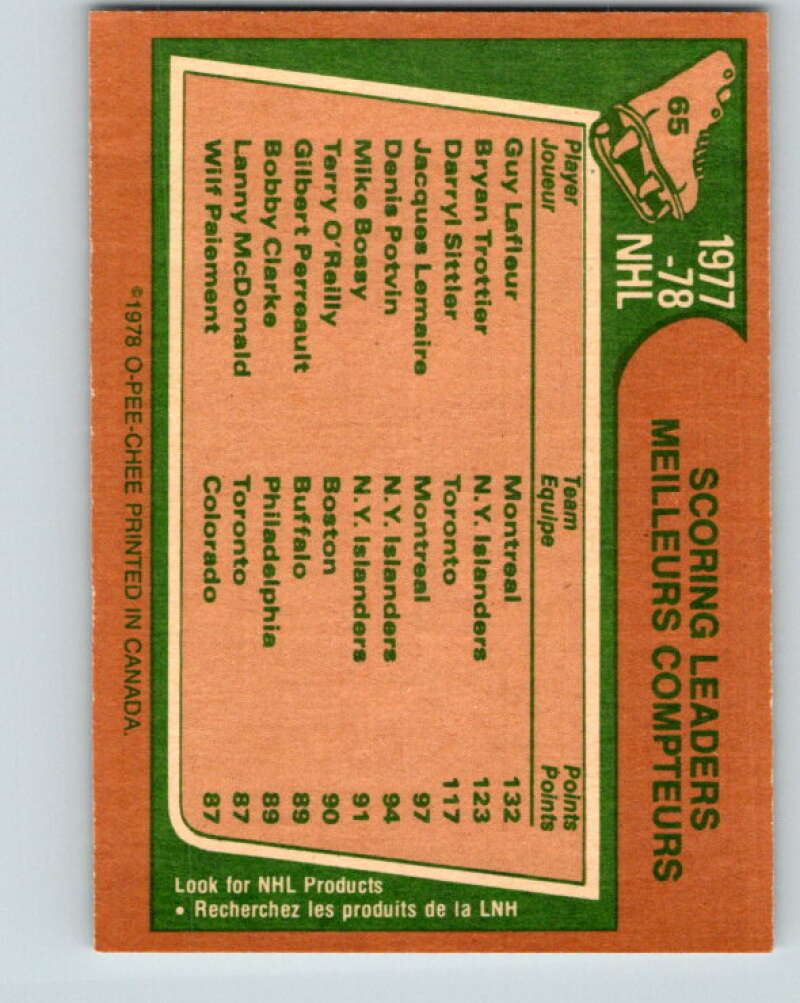 65
1977
-78
NHL
SCORING LEADERS
MEILLEURS COMPTEURS
Player Team Points
Joueur Equipe Points
Guy Lafleur Montreal 132
Bryan Trottier N.Y. Islanders 123
Darryl Sittler Toronto 117
Jacques Lemaire Montreal 97
Denis Potvin N.Y. Islanders 94
Mike Bossy N.Y. Islanders 91
Terry O'Reilly Boston 90
Gilbert Perreault Buffalo 89
Bobby Clarke Philadelphia 89
Lanny McDonald Toronto 87
Wilf Paiement Colorado 87
Look for NHL Products
• Recherchez les produits de la LNH
©1978 O-PEE-CHEE PRINTED IN CANADA.